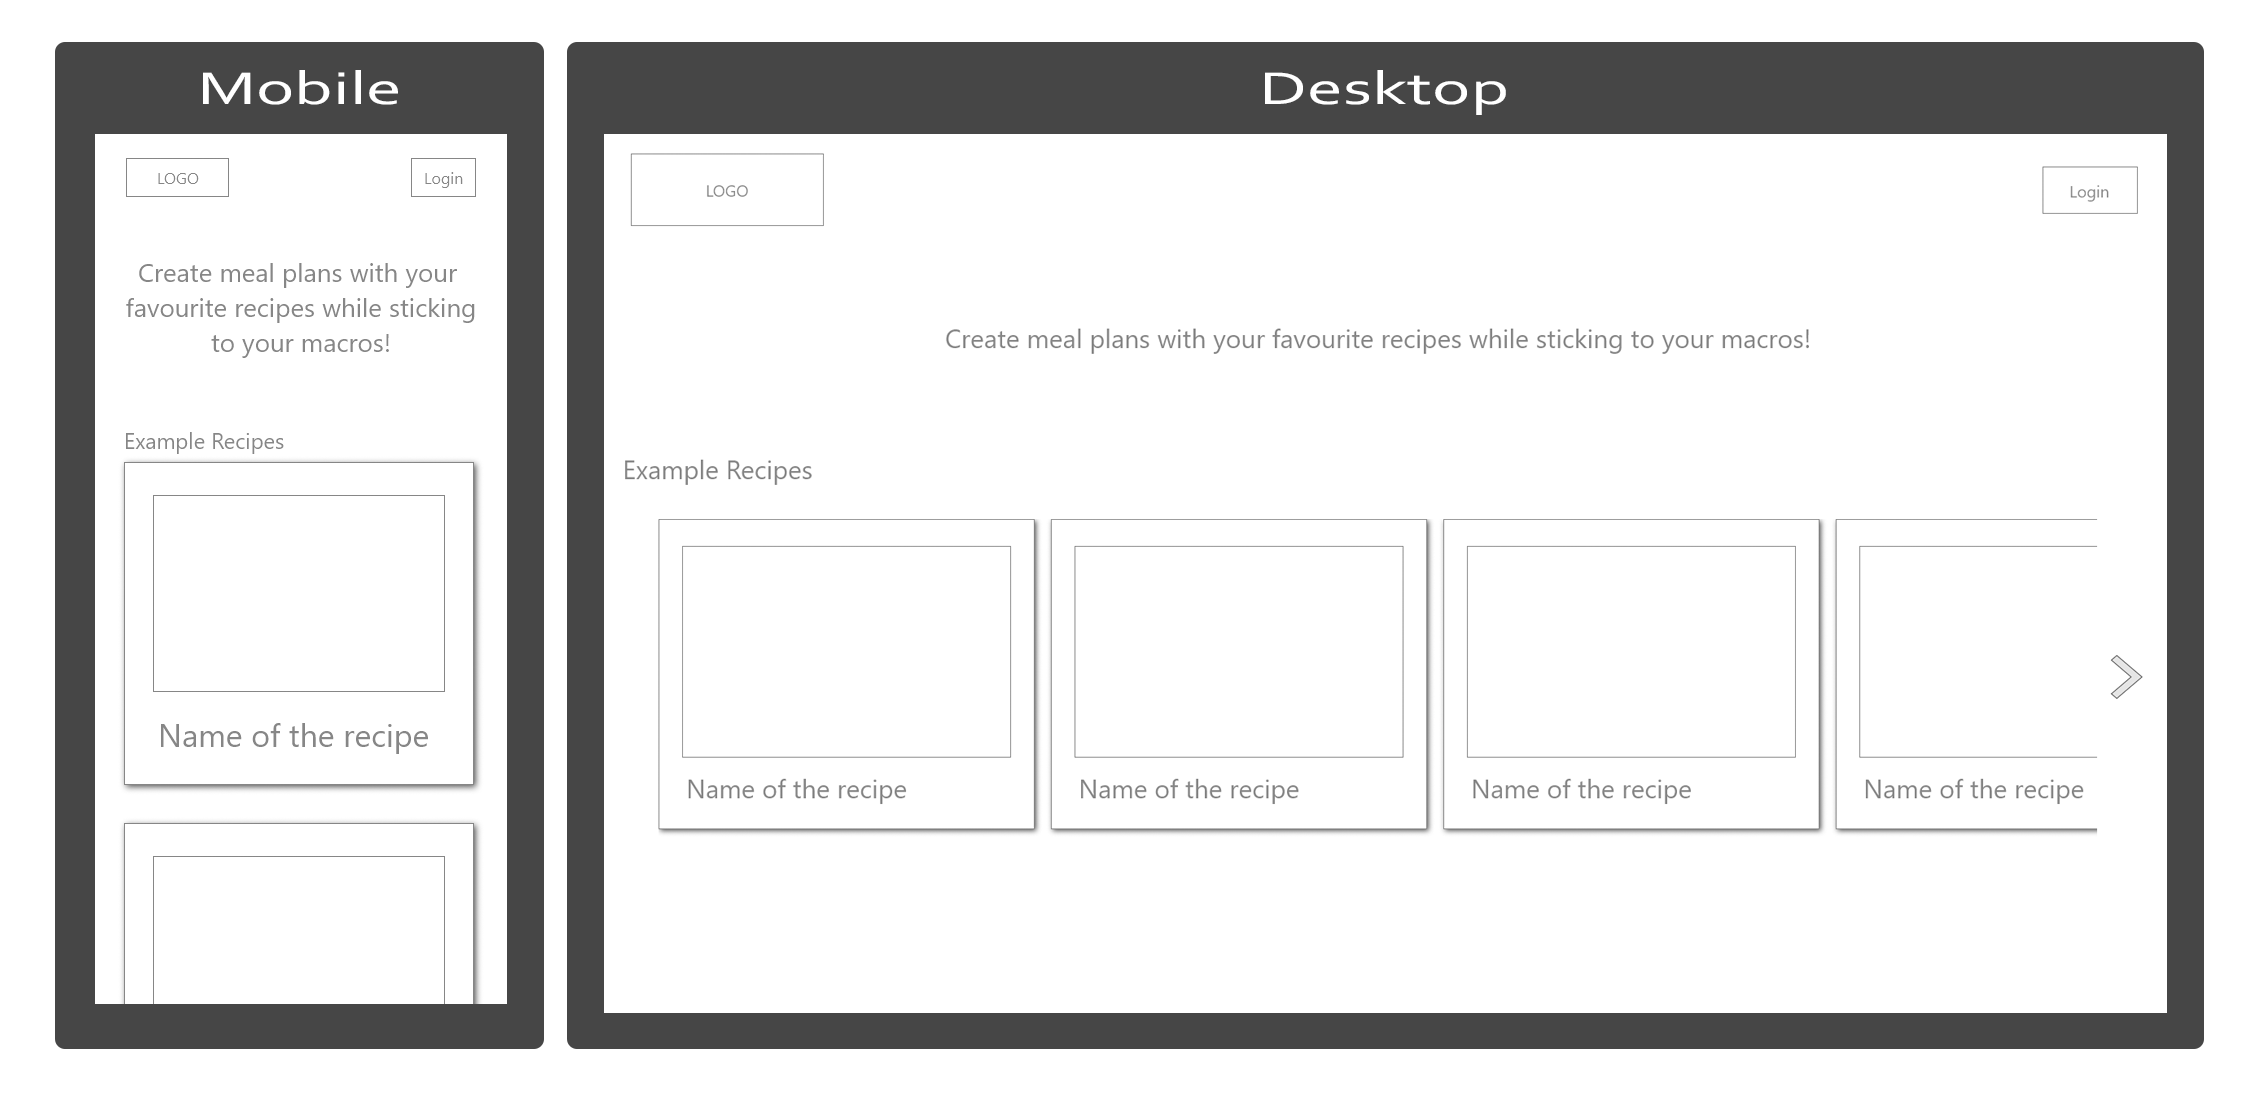 Mobile
LOGO
Login
Create meal plans with your
favourite recipes while sticking
to your macros!
Example Recipes
Name of the recipe
Desktop
LOGO
Login
Create meal plans with your favourite recipes while sticking to your macros!
Example Recipes
Name of the recipe
Name of the recipe
Name of the recipe
Name of the recipe